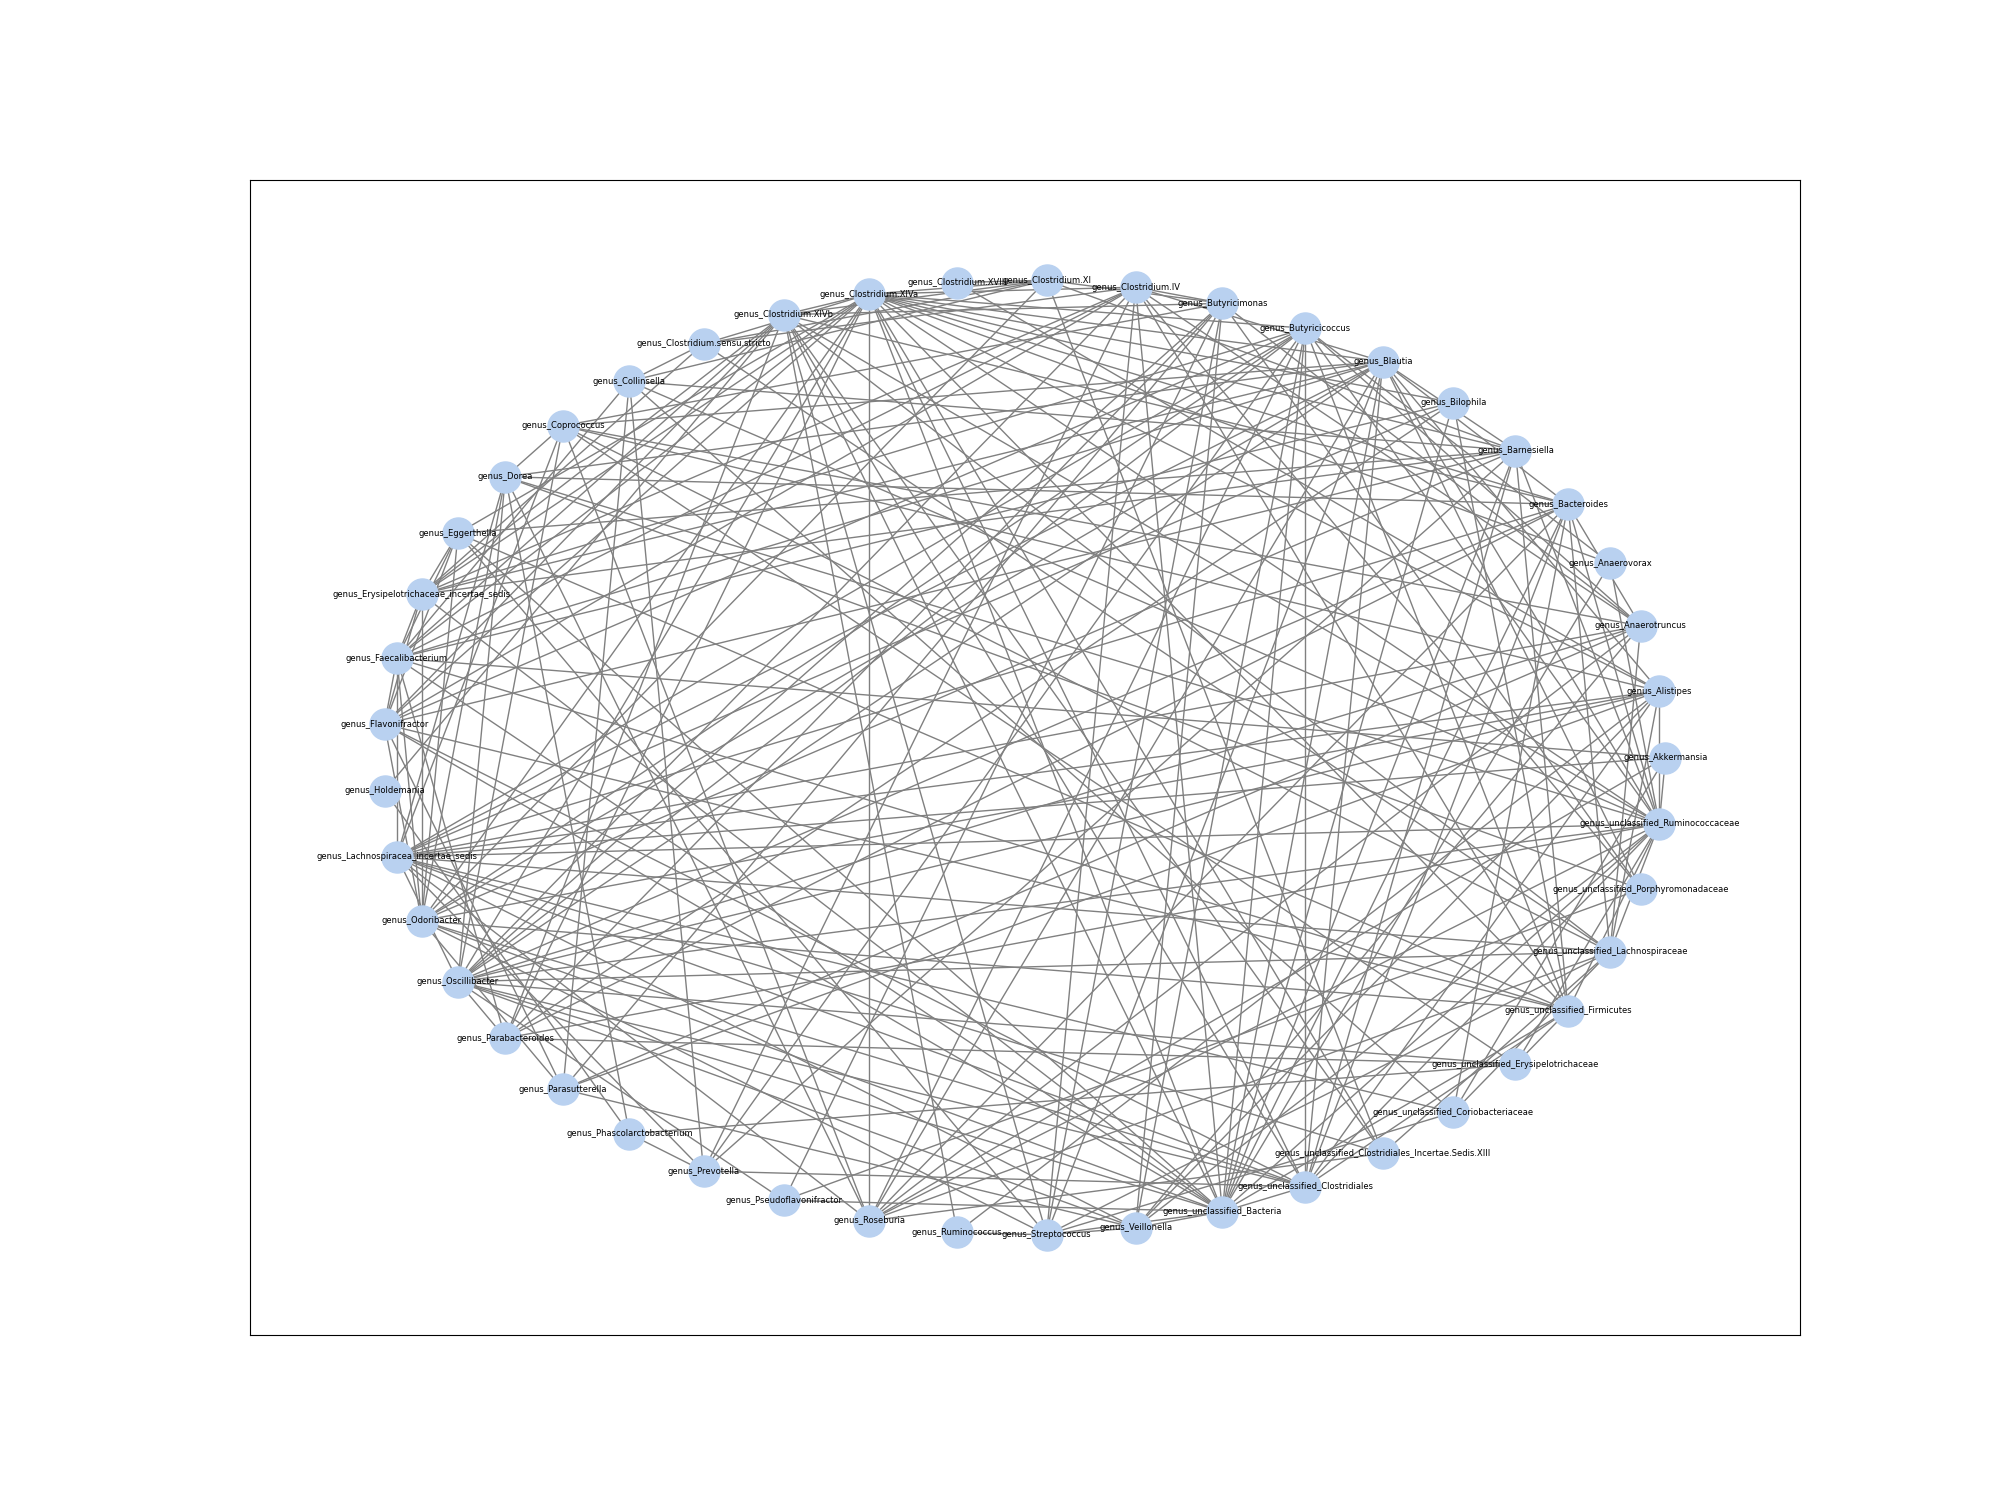 genus_Clostridium.XI
genus_Clostridium.XVIII
genus_Clostridium.IV
genus_Clostridium.XIVa
genus_Butyricimonas
genus_Clostridium.XIVb
genus_Butyricicoccus
genus_Clostridium.sensu.stricto
genus_Blautia
genus_Collinsella
genus_Bilophila
genus_Coprococcus
genus_Barnesiella
genus_Dorea
genus_Bacteroides
genus_Eggerthella
genus_Anaerovorax
genus_Erysipelotrichaceae_incertae_sedis
genus_Anaerotruncus
genus_Faecalibacterium
genus_Alistipes
genus_Flavonifractor
genus_Akkermansia
genus_Holdemania
genus_unclassified_Ruminococcaceae
genus_Lachnospiracea_incertae_sedis
genus_unclassified_Porphyromonadaceae
genus_Odoribacter
genus_unclassified_Lachnospiraceae
genus_Oscillibacter
genus_unclassified_Firmicutes
genus_Parabacteroides
genus_unclassified_Erysipelotrichaceae
genus_Parasutterella
genus_unclassified_Coriobacteriaceae
genus_Phascolarctobacterium
genus_unclassified_Clostridiales_Incertae.Sedis.XIII
genus_Prevotella
genus_unclassified_Clostridiales
genus_Pseudoflavonifractor
genus_unclassified_Bacteria
genus_Roseburia
genus_Veillonella
genus_Ruminococcus
genus_Streptococcus